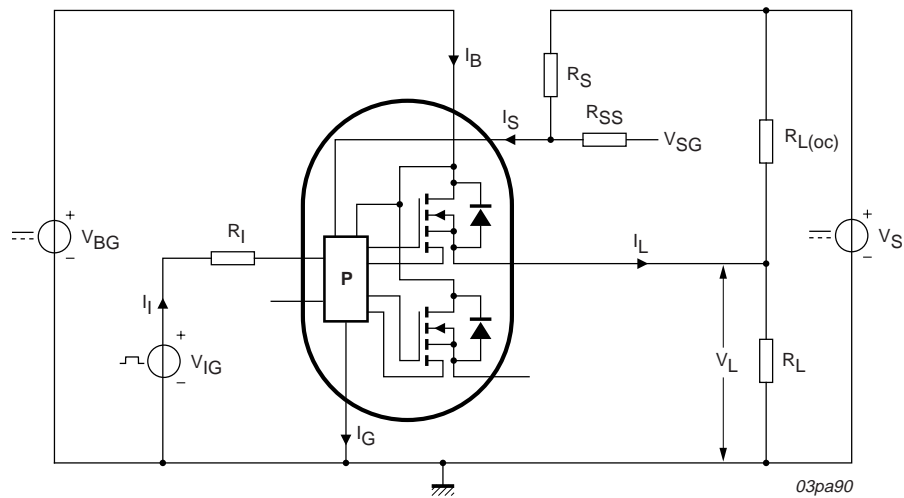 I_B
R_S
R_SS
I_S
V_SG
R_L(oc)
+
V_BG
−
R_I
P
I_L
+
V_S
−
I_I
+
V_IG
−
V_L
R_L
I_G
03pa90